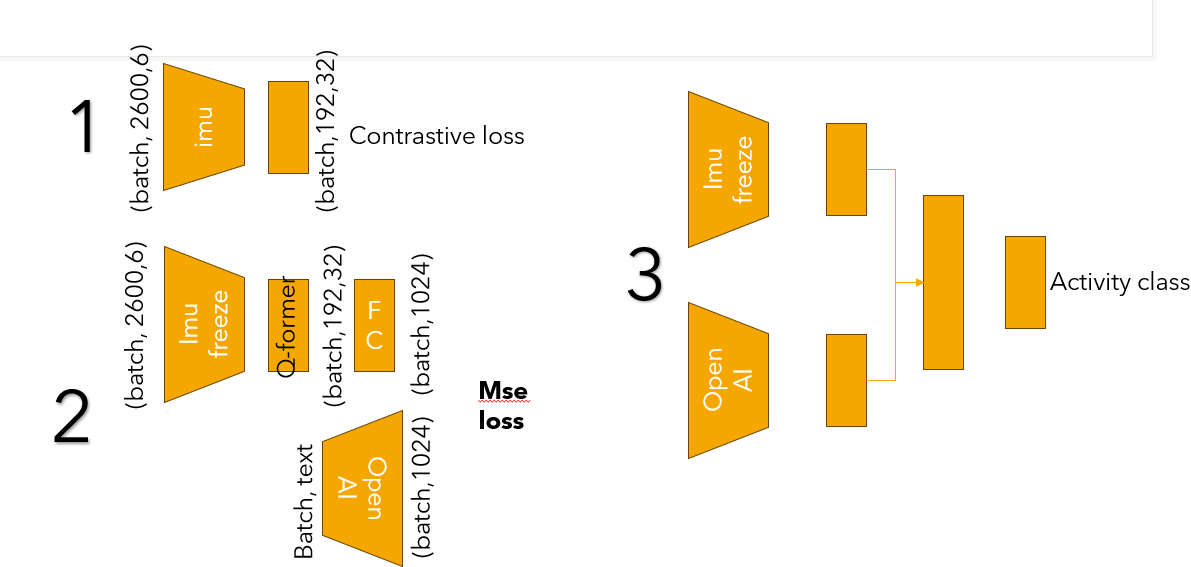 1
(batch, 2600,6)
imu
(batch,192,32)
Contrastive loss
2
(batch, 2600,6)
Imu
freeze
Q-former
(batch,192,32)
F
C
(batch,1024)
Mse
loss
Batch, text
Open
AI
(batch,1024)
3
Imu
freeze
Open
AI
Activity class